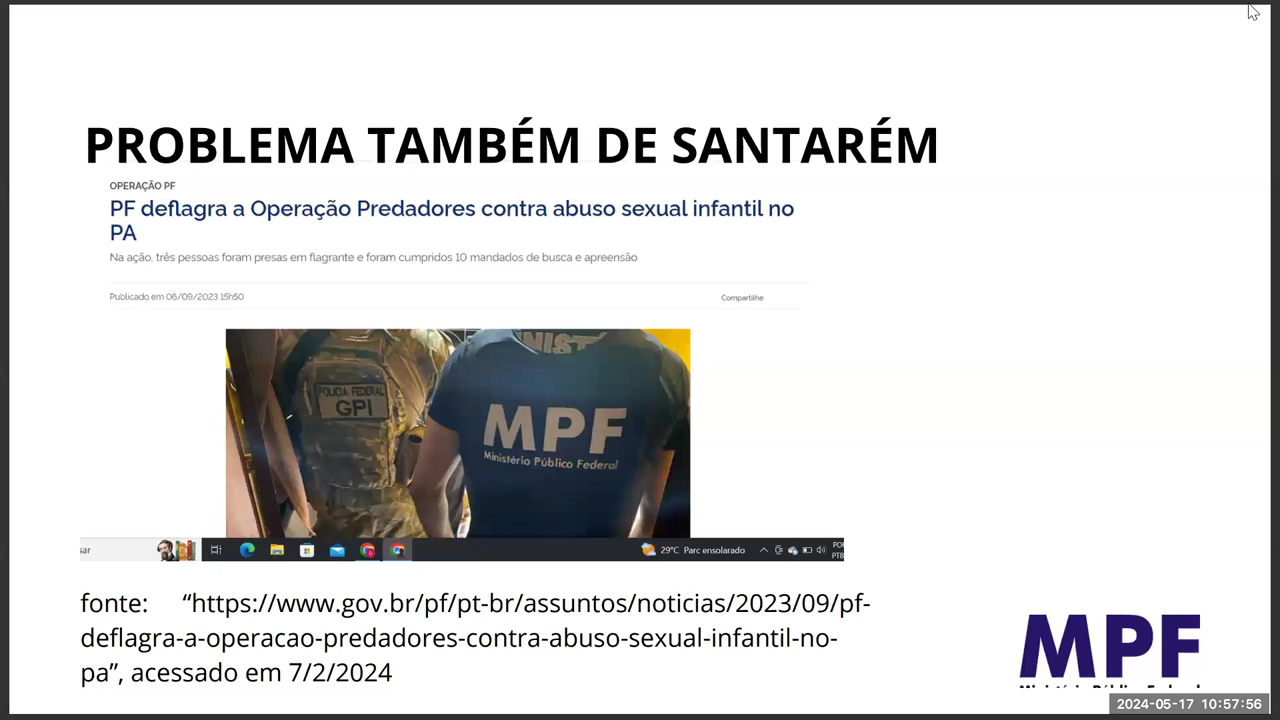 PROBLEMA TAMBÉM DE SANTARÉM
OPERAÇÃO PF
PF deflagra a Operação Predadores contra abuso sexual infantil no
PA
Na ação, três pessoas foram presas em flagrante e foram cumpridos 10 mandados de busca e apreensão
Publicado em 06/09/2023 15h50
Compartilhe:
POLÍCIA FEDERAL
GPI
MPF
Ministério Público Federal
29°C Parc ensolarado
fonte: “https://www.gov.br/pf/pt-br/assuntos/noticias/2023/09/pf-
deflagra-a-operacao-predadores-contra-abuso-sexual-infantil-no-
pa”, acessado em 7/2/2024
MPF
Ministério Público Federal
2024-05-17 10:57:56